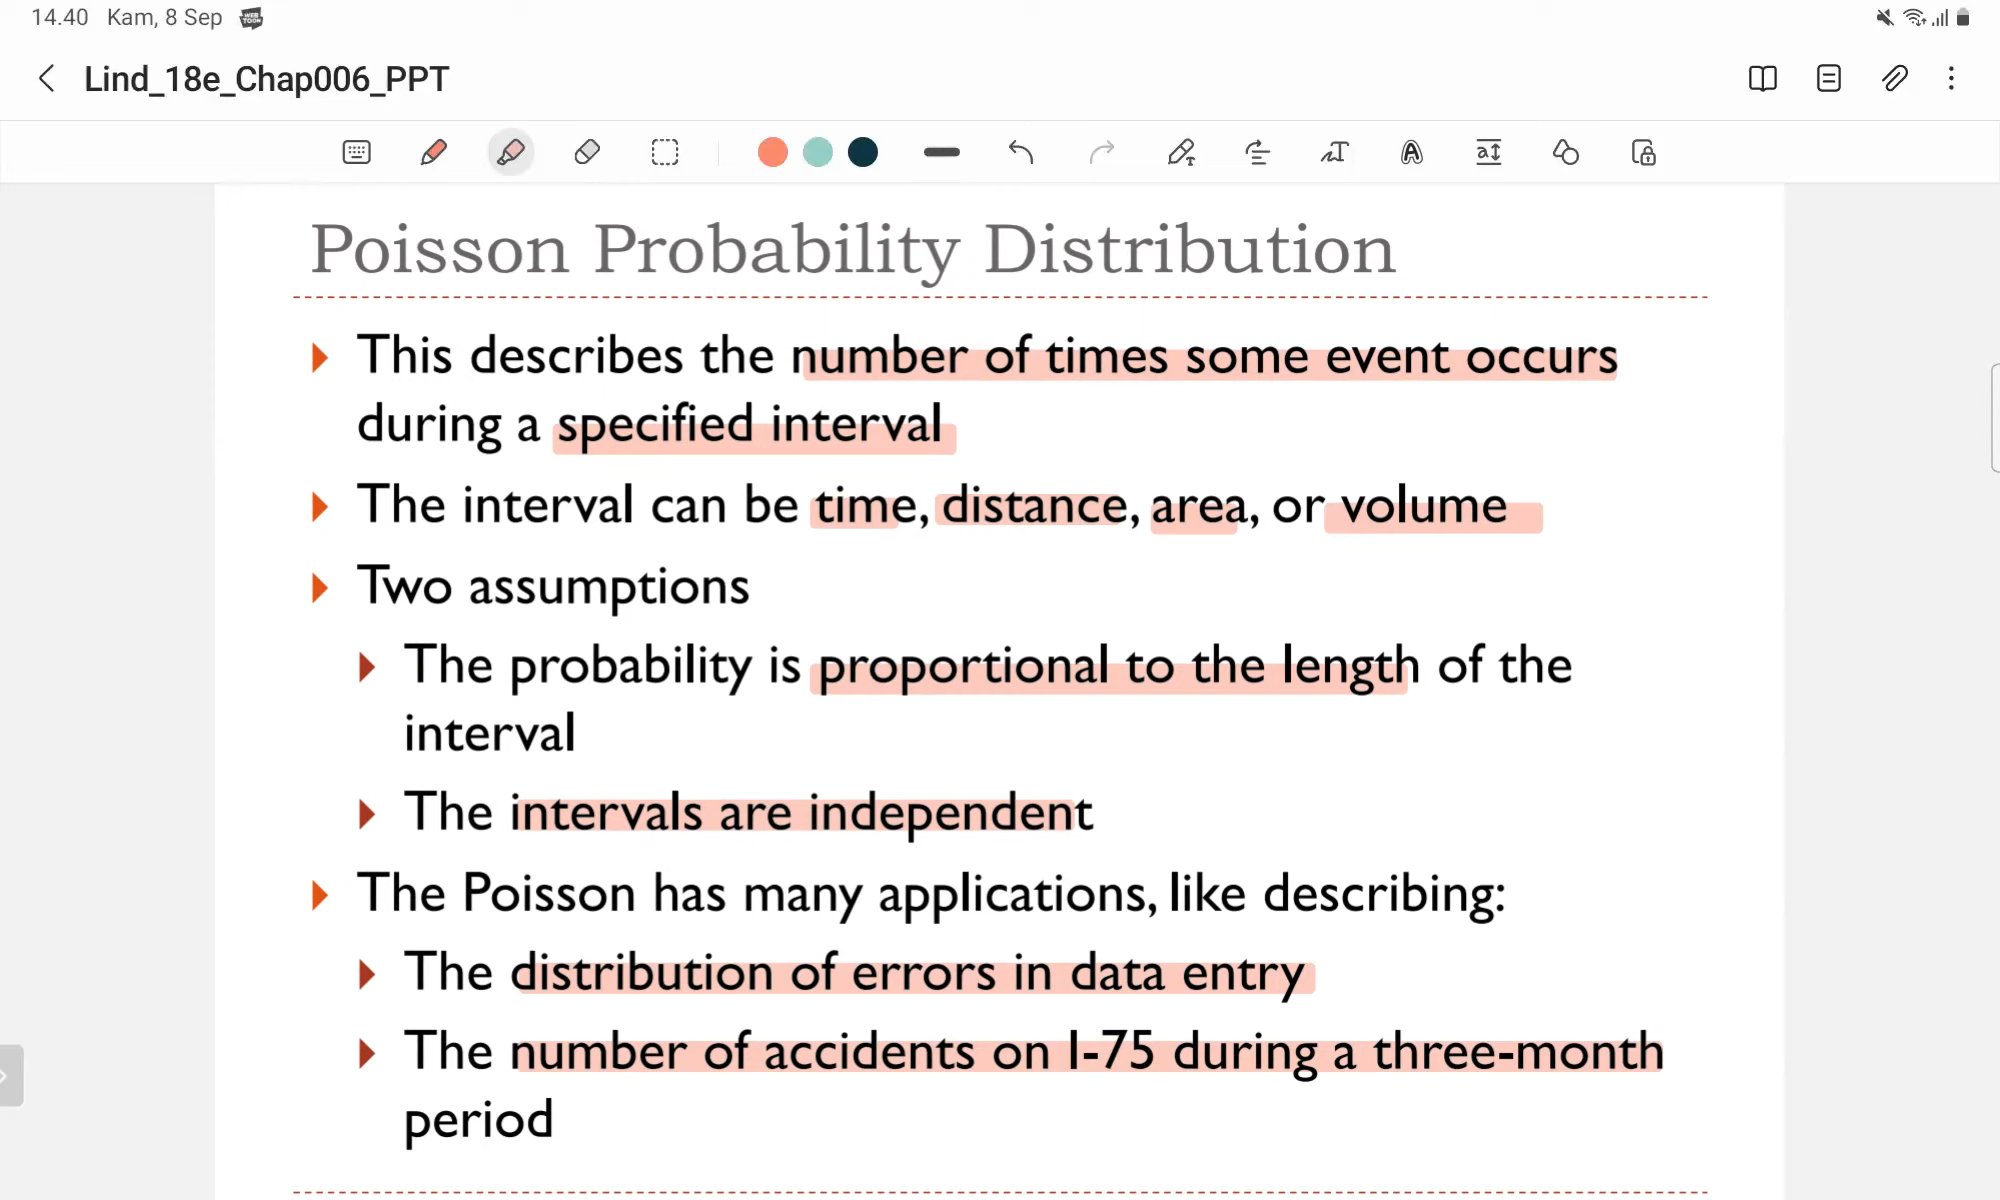 14.40 Kam, 8 Sep WEB TOON
Lind_18e_Chap006_PPT
Poisson Probability Distribution
This describes the number of times some event occurs
during a specified interval
The interval can be time, distance, area, or volume
Two assumptions
The probability is proportional to the length of the
interval
The intervals are independent
The Poisson has many applications, like describing:
The distribution of errors in data entry
The number of accidents on I-75 during a three-month
period